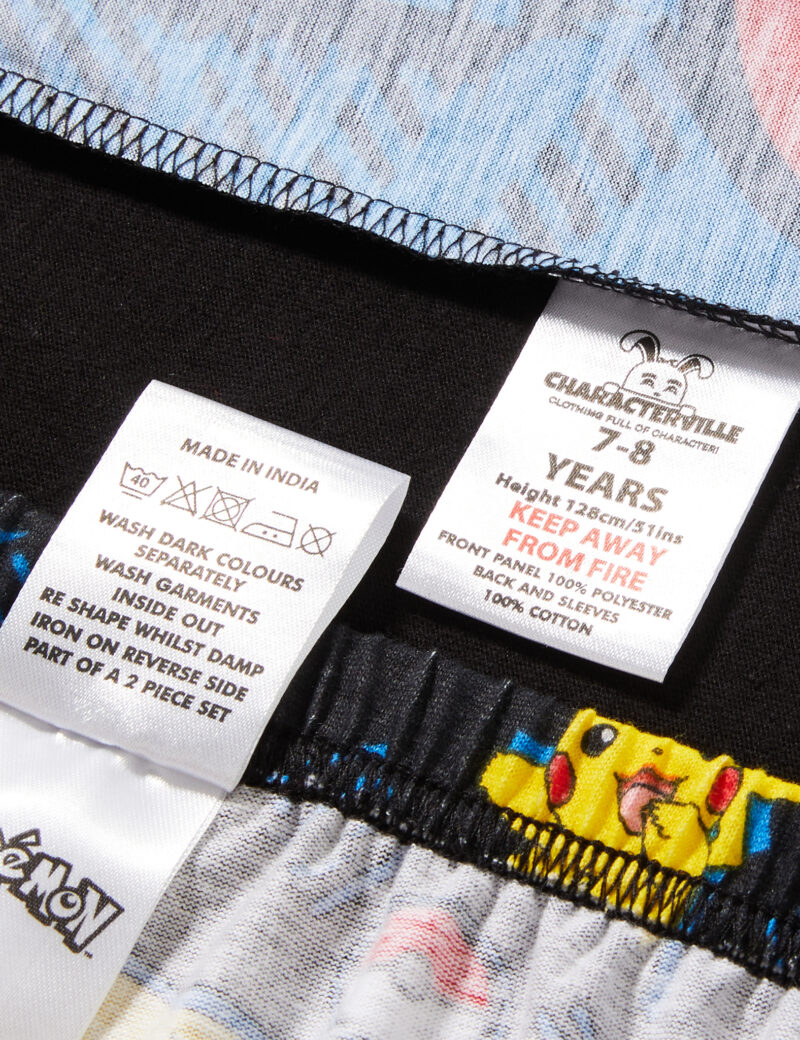 CHARACTERVILLE
CLOTHING FULL OF CHARACTER!
7-8
YEARS
Height 128cm/51ins
KEEP AWAY
FROM FIRE
FRONT PANEL 100% POLYESTER
BACK AND SLEEVES
100% COTTON
MADE IN INDIA
40
WASH DARK COLOURS
SEPARATELY
WASH GARMENTS
INSIDE OUT
RE SHAPE WHILST DAMP
IRON ON REVERSE SIDE
PART OF A 2 PIECE SET
éMON™